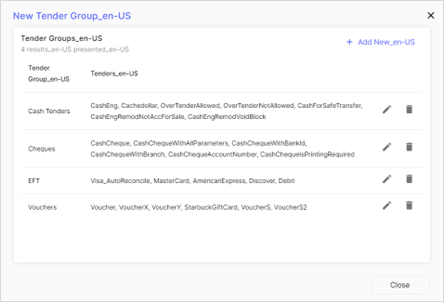 New Tender Group_en-US
Tender Groups_en-US
4 results_en-US presented_en-US
+ Add New_en-US
Tender Group_en-US
Tenders_en-US
Cash Tenders
CashEng, Cachedollar, OverTenderAllowed, OverTenderNotAllowed, CashForSafeTransfer,
CashEngRemodNotAccForSale, CashEngRemodVoidBlock
Cheques
CashCheque, CashChequeWithAllParameters, CashChequeWithBankId,
CashChequeWithBranch, CashChequeAccountNumber, CashChequeIsPrintingRequired
EFT
Visa_AutoReconcile, MasterCard, AmericanExpress, Discover, Debit
Vouchers
Voucher, VoucherX, VoucherY, StarbuckGiftCard, VoucherS, VoucherS2
Close